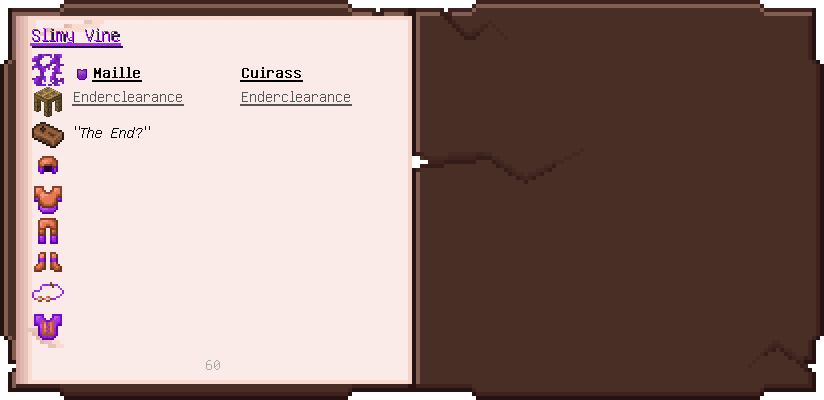 Slimy Vine
Maille Cuirass
Enderclearance Enderclearance
"The End?"
60